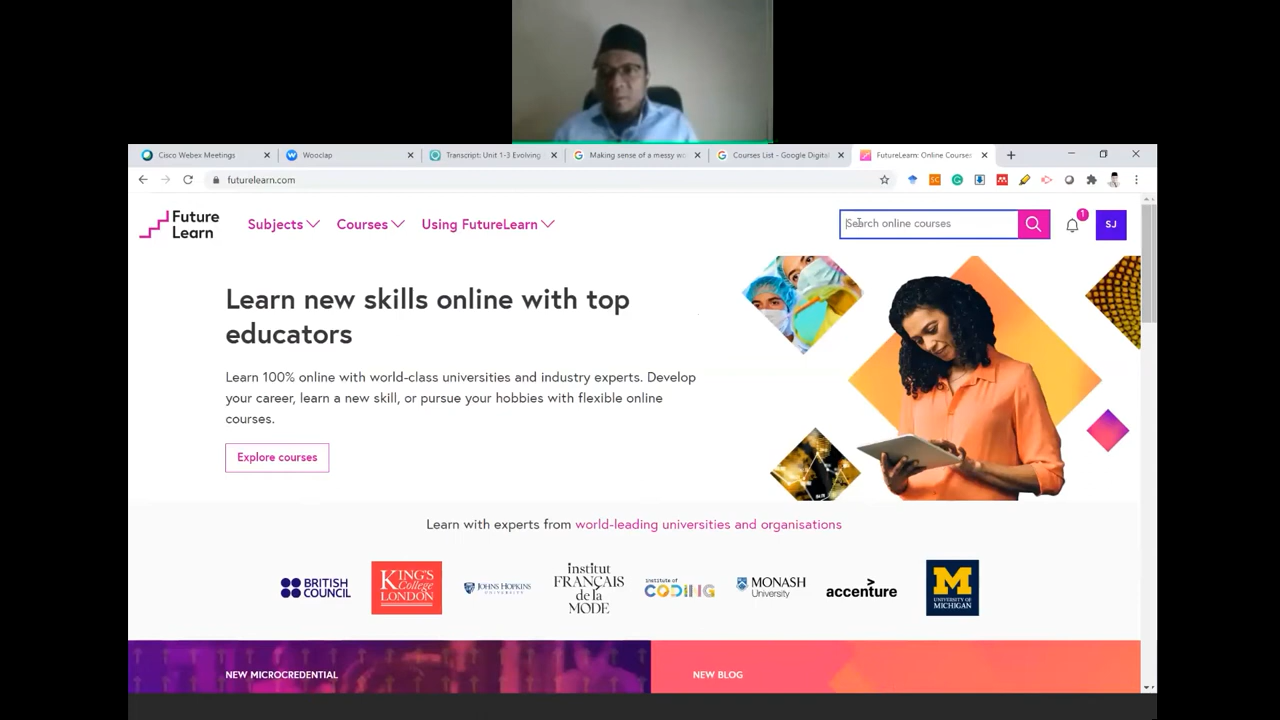 Cisco Webex Meetings
Wooclap
Transcript: Unit 1-3 Evolving
Making sense of a messy wo
Courses List - Google Digital
FutureLearn: Online Courses
futurelearn.com
Future
Learn
Subjects
Courses
Using FutureLearn
Search online courses
1
SJ
Learn new skills online with top
educators
Learn 100% online with world-class universities and industry experts. Develop
your career, learn a new skill, or pursue your hobbies with flexible online
courses.
Explore courses
Learn with experts from world-leading universities and organisations
BRITISH
COUNCIL
KING'S
College
LONDON
JOHNS HOPKINS
UNIVERSITY
institut
FRANÇAIS
de la
MODE
institute of
CODING
MONASH
University
accenture
M
UNIVERSITY OF
MICHIGAN
NEW MICROCREDENTIAL
NEW BLOG